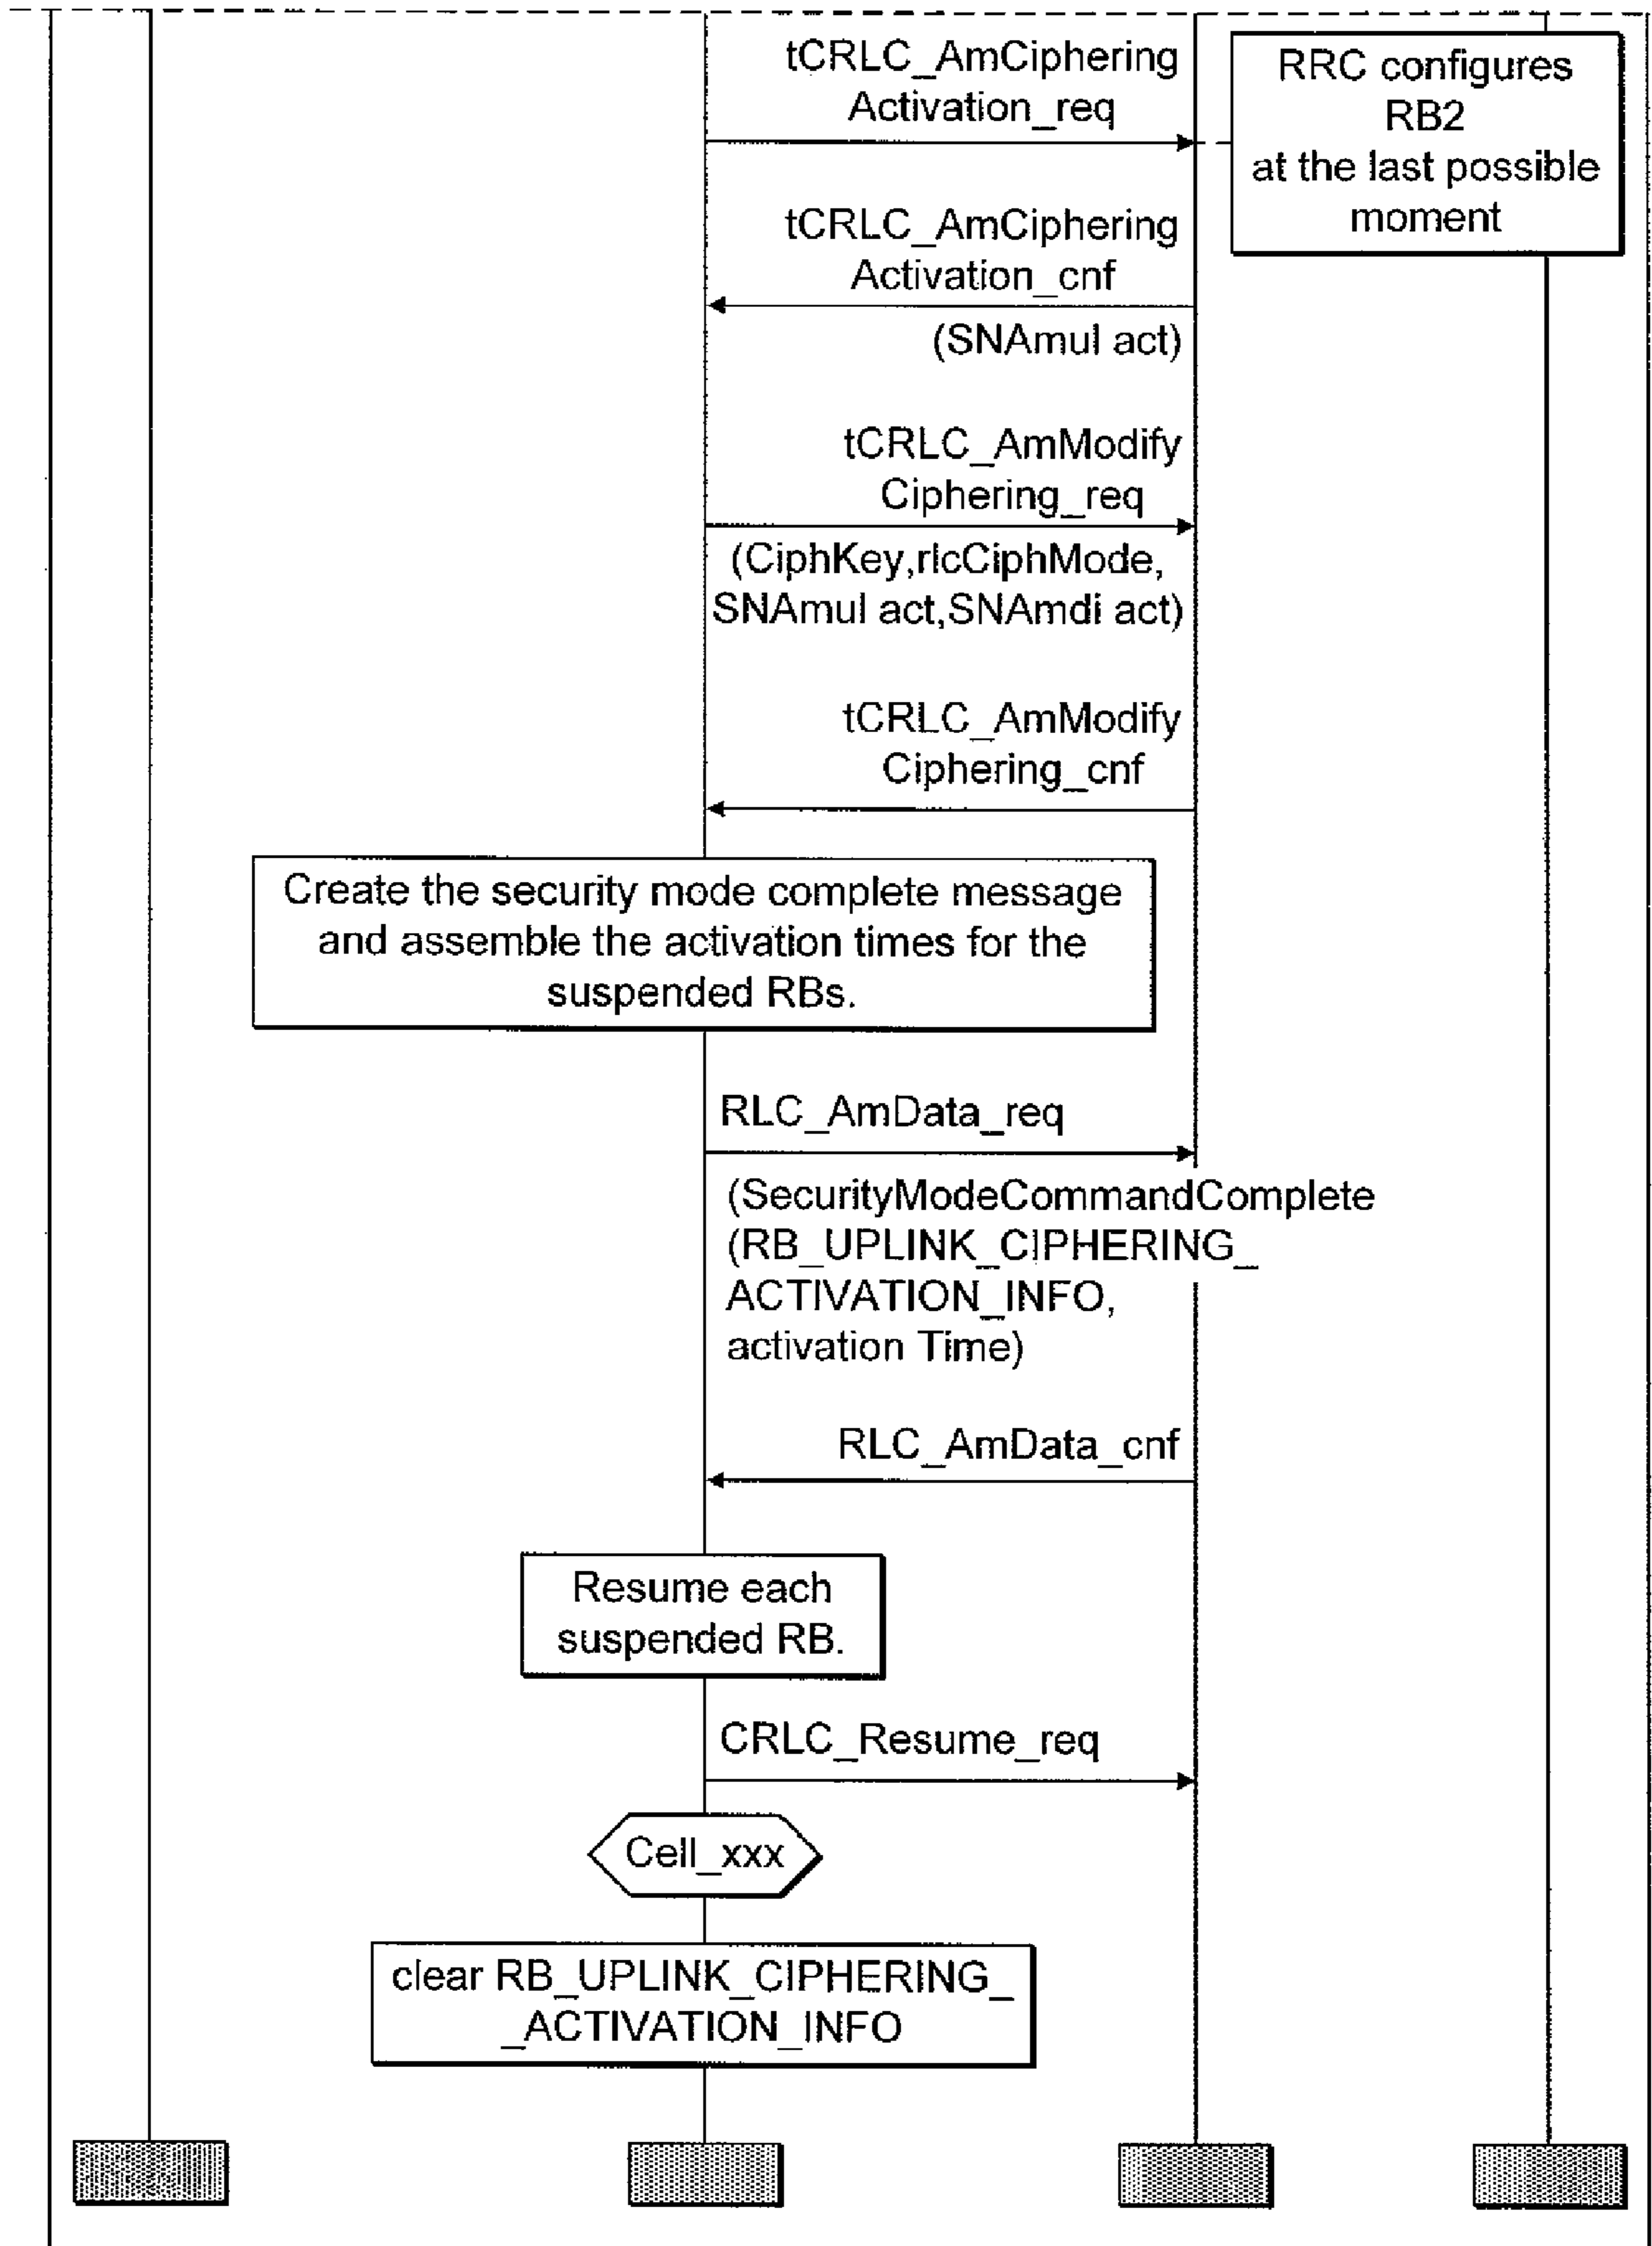 tCRLC_AmCiphering
Activation_req
RRC configures
RB2
at the last possible
moment
tCRLC_AmCiphering
Activation_cnf
(SNAmul act)
tCRLC_AmModify
Ciphering_req
(CiphKey,rlcCiphMode,
SNAmul act,SNAmdi act)
tCRLC_AmModify
Ciphering_cnf
Create the security mode complete message
and assemble the activation times for the
suspended RBs.
RLC_AmData_req
(SecurityModeCommandComplete
(RB_UPLINK_CIPHERING_
ACTIVATION_INFO,
activation Time)
RLC_AmData_cnf
Resume each
suspended RB.
CRLC_Resume_req
Cell_xxx
clear RB_UPLINK_CIPHERING_
_ACTIVATION_INFO